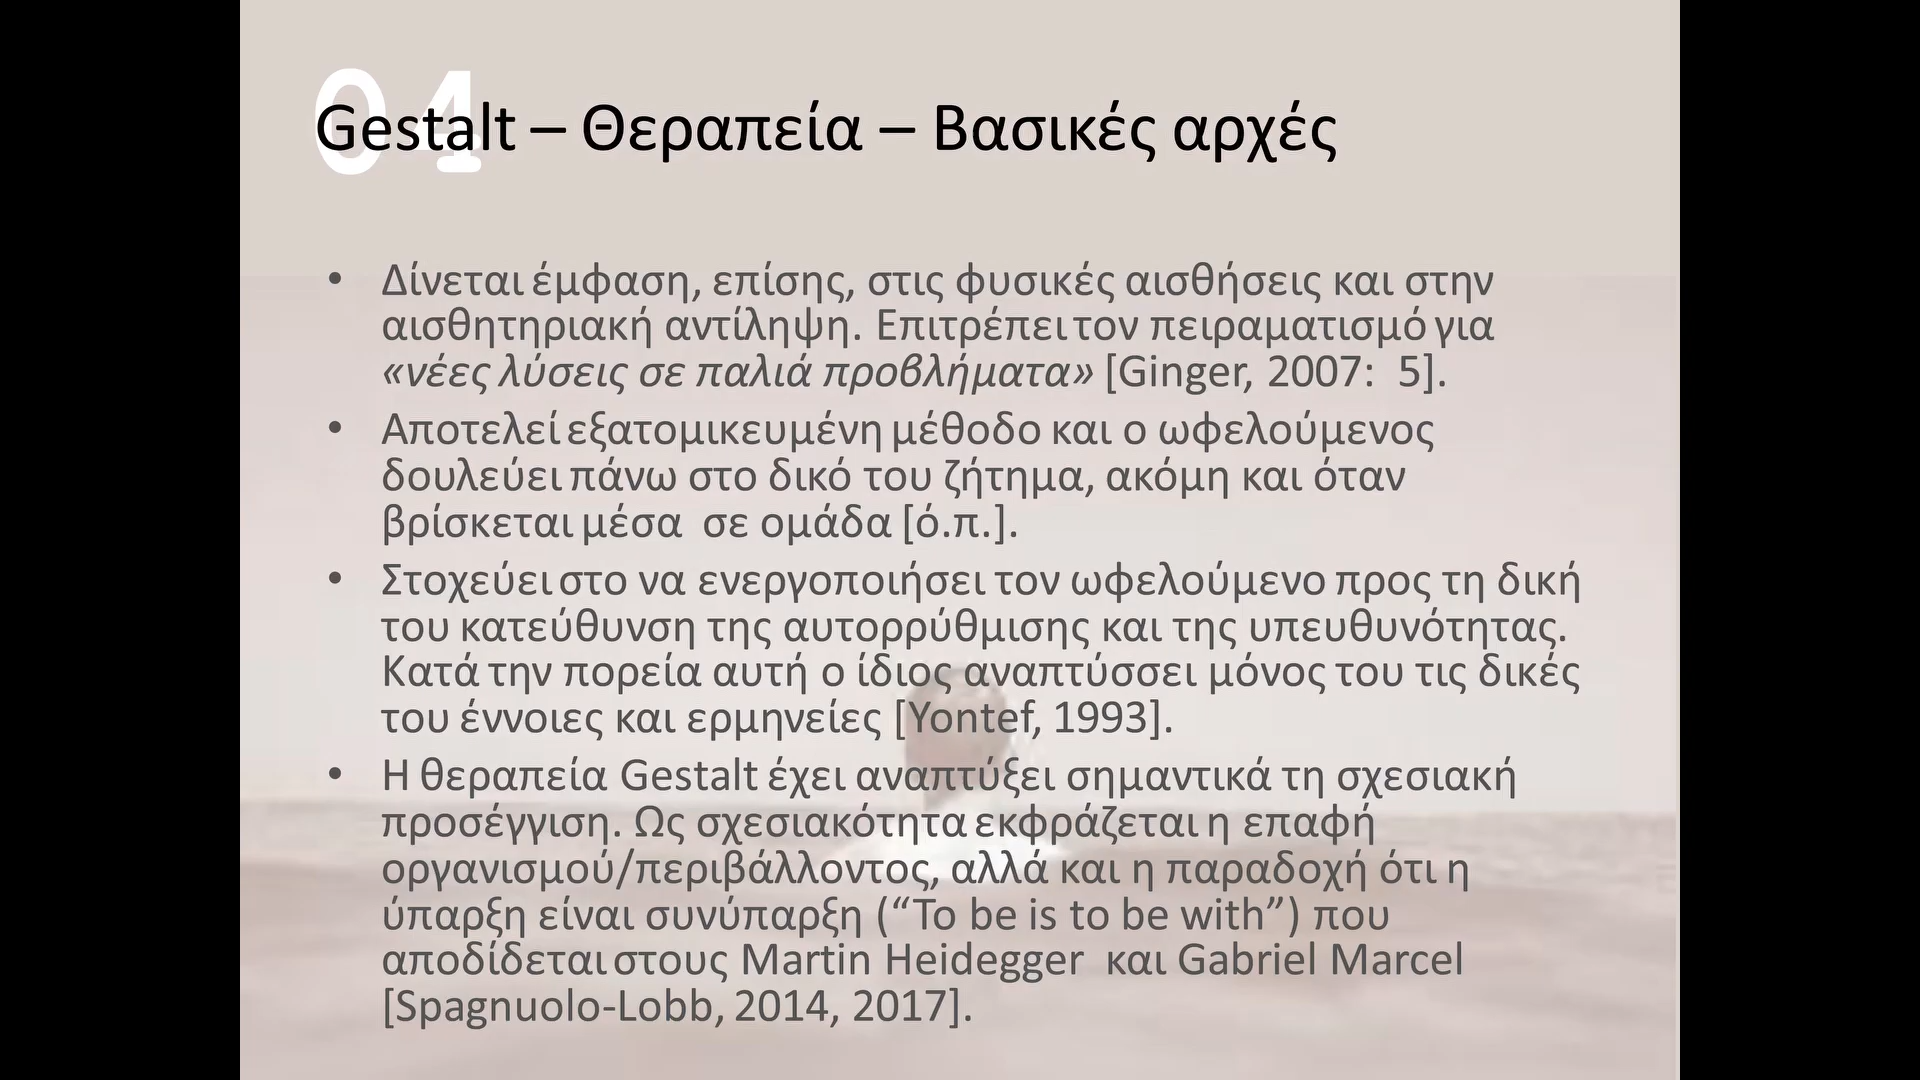 04
Gestalt – Θεραπεία – Βασικές αρχές
• Δίνεται έμφαση, επίσης, στις φυσικές αισθήσεις και στην
αισθητηριακή αντίληψη. Επιτρέπει τον πειραματισμό για
«νέες λύσεις σε παλιά προβλήματα» [Ginger, 2007: 5].
• Αποτελεί εξατομικευμένη μέθοδο και ο ωφελούμενος
δουλεύει πάνω στο δικό του ζήτημα, ακόμη και όταν
βρίσκεται μέσα σε ομάδα [ό.π.].
• Στοχεύει στο να ενεργοποιήσει τον ωφελούμενο προς τη δική
του κατεύθυνση της αυτορρύθμισης και της υπευθυνότητας.
Κατά την πορεία αυτή ο ίδιος αναπτύσσει μόνος του τις δικές
του έννοιες και ερμηνείες [Yontef, 1993].
• Η θεραπεία Gestalt έχει αναπτύξει σημαντικά τη σχεσιακή
προσέγγιση. Ως σχεσιακότητα εκφράζεται η επαφή
οργανισμού/περιβάλλοντος, αλλά και η παραδοχή ότι η
ύπαρξη είναι συνύπαρξη (“To be is to be with”) που
αποδίδεται στους Martin Heidegger και Gabriel Marcel
[Spagnuolo-Lobb, 2014, 2017].